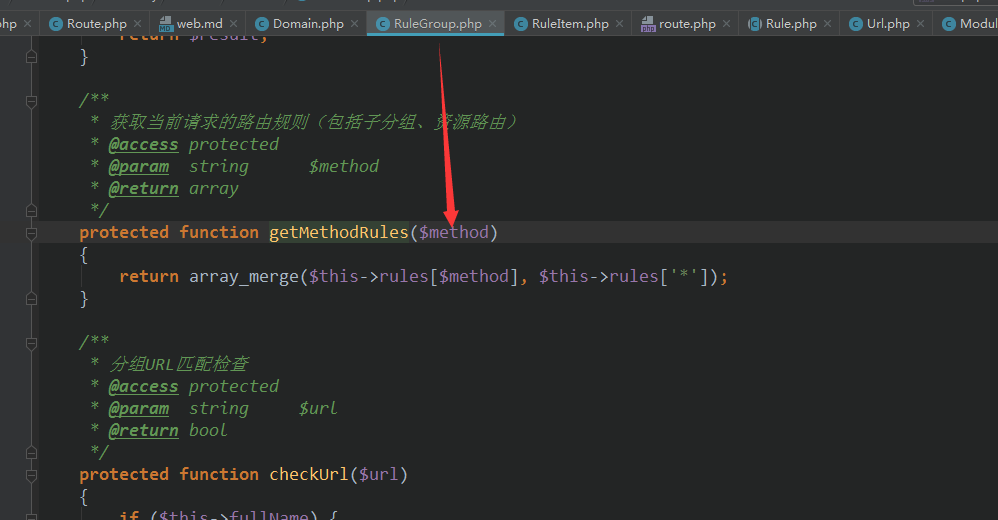 php Route.php web.md Domain.php RuleGroup.php RuleItem.php route.php Rule.php Url.php Modul
return $result;
}
/**
* 获取当前请求的路由规则（包括子分组、资源路由）
* @access protected
* @param string $method
* @return array
*/
protected function getMethodRules($method)
{
return array_merge($this->rules[$method], $this->rules['*']);
}
/**
* 分组URL匹配检查
* @access protected
* @param string $url
* @return bool
*/
protected function checkUrl($url)
{
if ($this->fullName) {